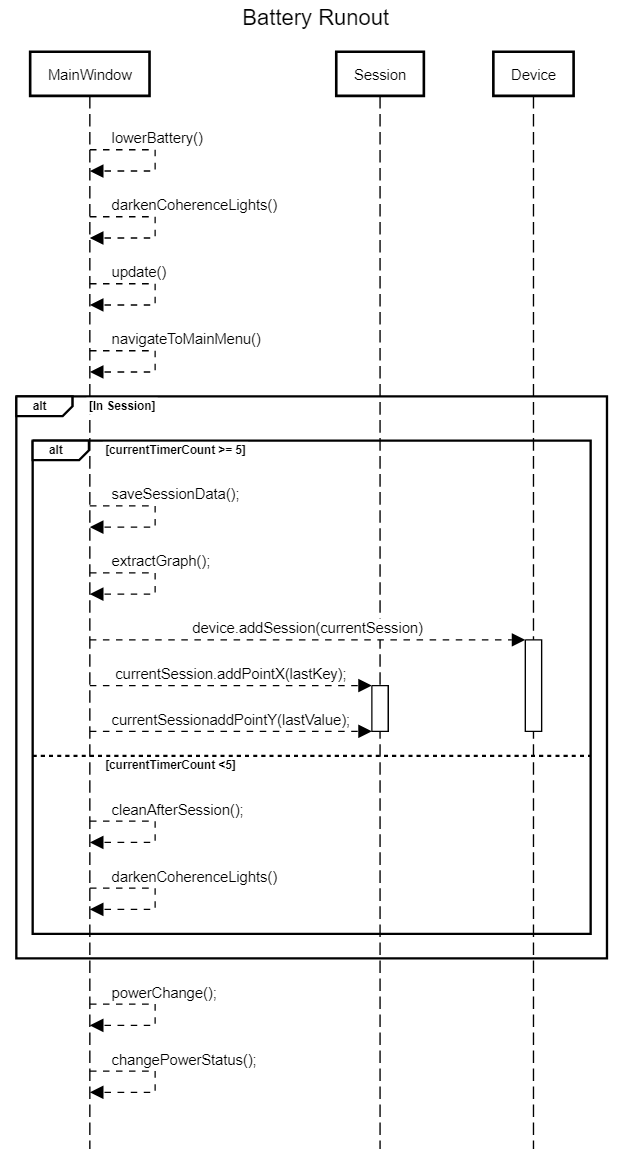 Battery Runout
MainWindow
Session
Device
lowerBattery()
darkenCoherenceLights()
update()
navigateToMainMenu()
alt
[In Session]
alt
[currentTimerCount >= 5]
saveSessionData();
extractGraph();
device.addSession(currentSession)
currentSession.addPointX(lastKey);
currentSessionaddPointY(lastValue);
[currentTimerCount <5]
cleanAfterSession();
darkenCoherenceLights()
powerChange();
changePowerStatus();